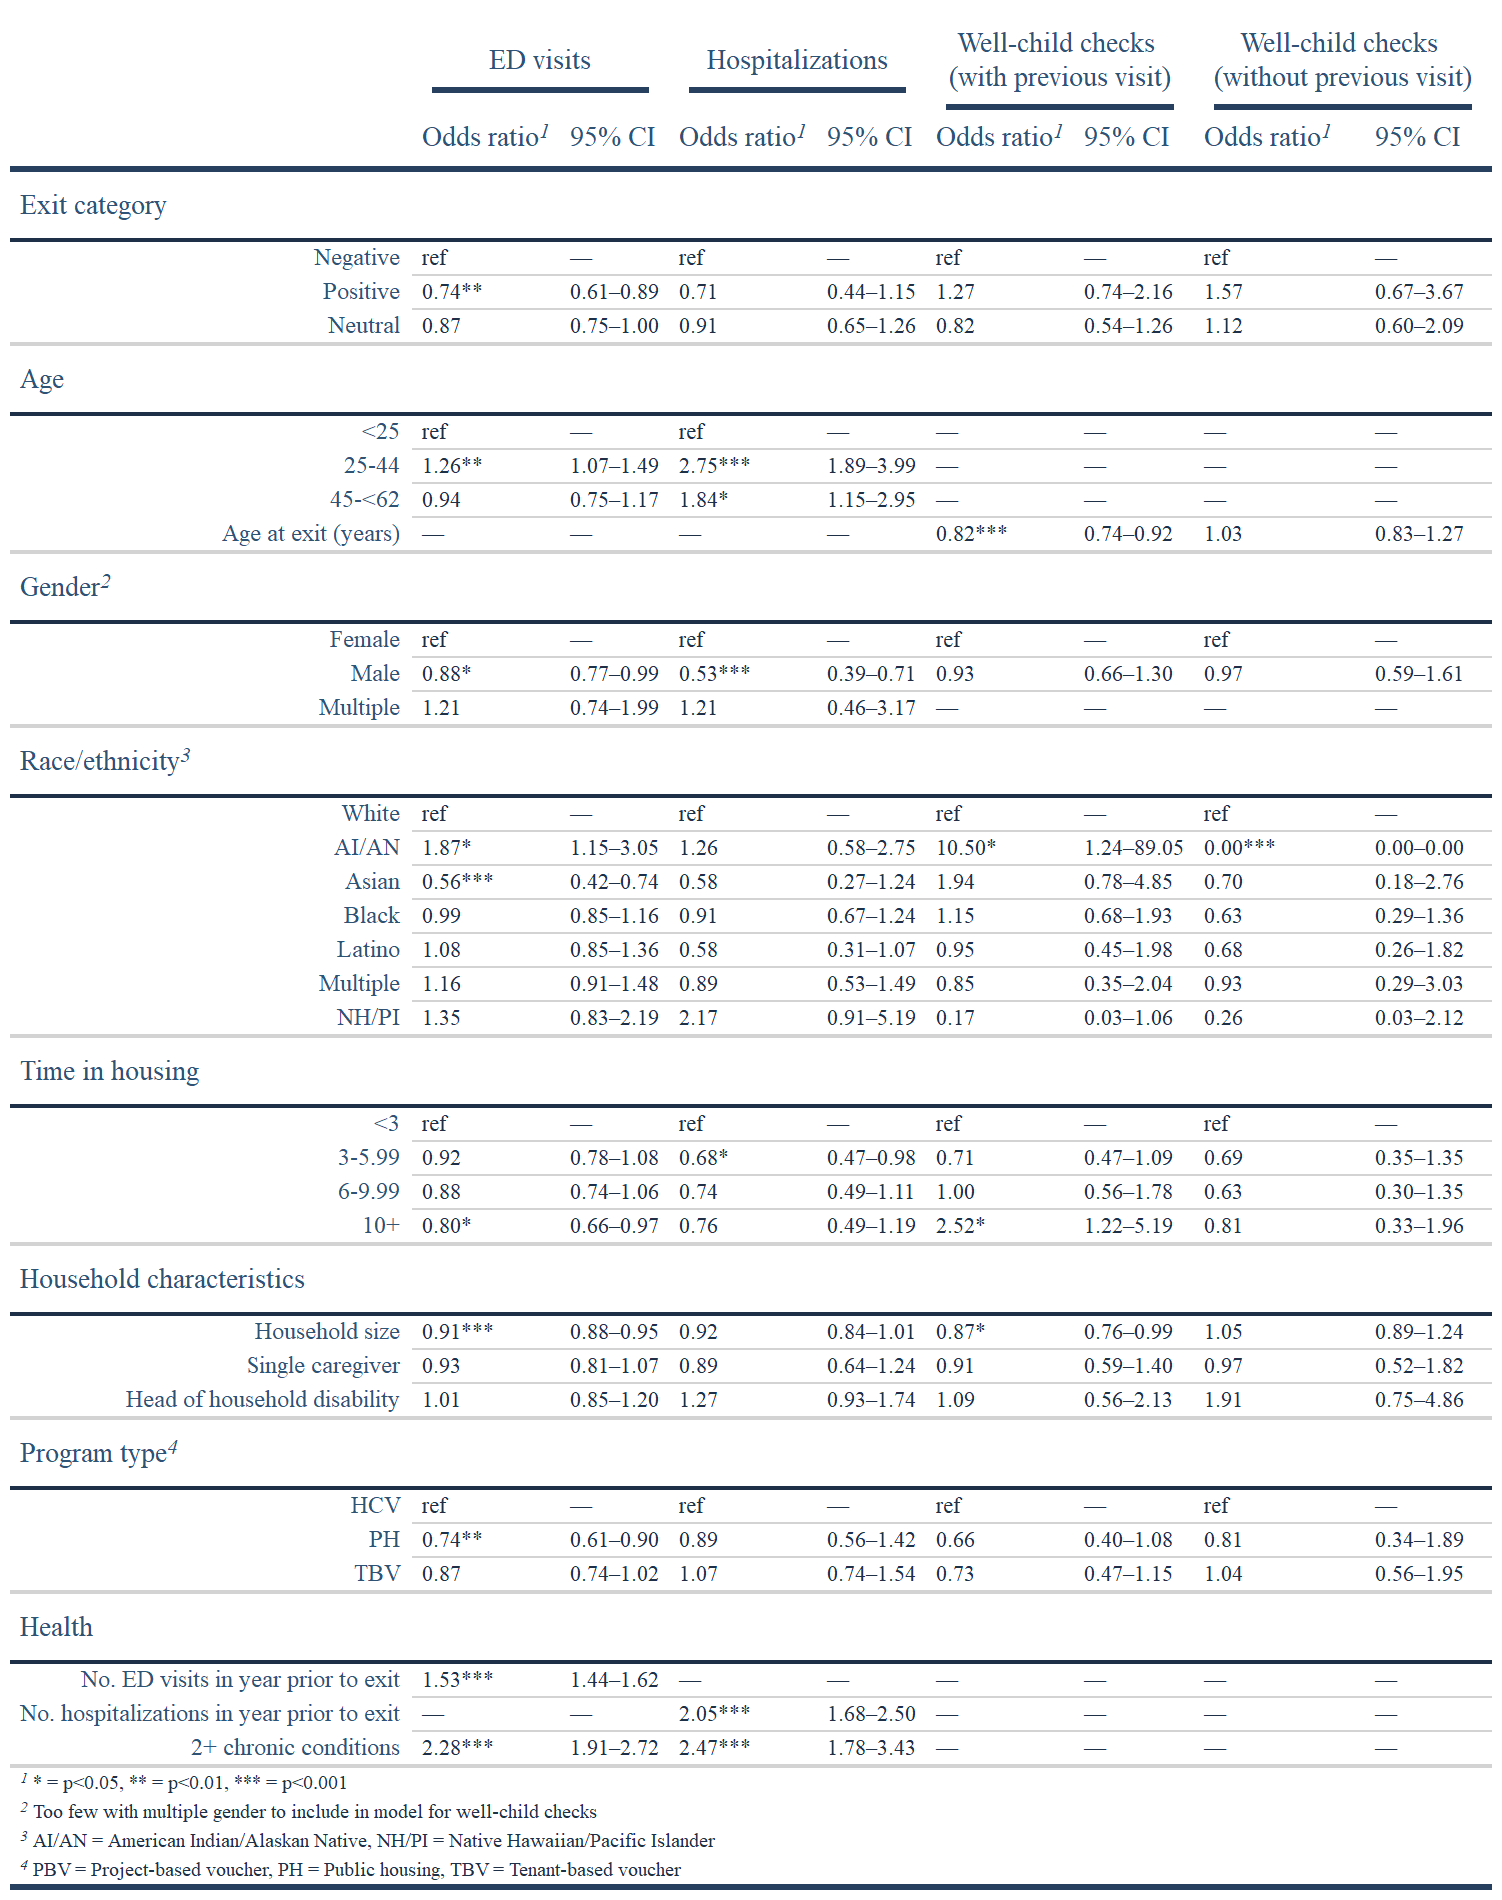 ED visits Hospitalizations Well-child checks (with previous visit) Well-child checks (without previous visit)
Odds ratio1 95% CI Odds ratio1 95% CI Odds ratio1 95% CI Odds ratio1 95% CI
Exit category
Negative ref — ref — ref — ref —
Positive 0.74** 0.61–0.89 0.71 0.44–1.15 1.27 0.74–2.16 1.57 0.67–3.67
Neutral 0.87 0.75–1.00 0.91 0.65–1.26 0.82 0.54–1.26 1.12 0.60–2.09
Age
<25 ref — ref — — — — —
25-44 1.26** 1.07–1.49 2.75*** 1.89–3.99 — — — —
45-<62 0.94 0.75–1.17 1.84* 1.15–2.95 — — — —
Age at exit (years) — — — — 0.82*** 0.74–0.92 1.03 0.83–1.27
Gender2
Female ref — ref — ref — ref —
Male 0.88* 0.77–0.99 0.53*** 0.39–0.71 0.93 0.66–1.30 0.97 0.59–1.61
Multiple 1.21 0.74–1.99 1.21 0.46–3.17 — — — —
Race/ethnicity3
White ref — ref — ref — ref —
AI/AN 1.87* 1.15–3.05 1.26 0.58–2.75 10.50* 1.24–89.05 0.00*** 0.00–0.00
Asian 0.56*** 0.42–0.74 0.58 0.27–1.24 1.94 0.78–4.85 0.70 0.18–2.76
Black 0.99 0.85–1.16 0.91 0.67–1.24 1.15 0.68–1.93 0.63 0.29–1.36
Latino 1.08 0.85–1.36 0.58 0.31–1.07 0.95 0.45–1.98 0.68 0.26–1.82
Multiple 1.16 0.91–1.48 0.89 0.53–1.49 0.85 0.35–2.04 0.93 0.29–3.03
NH/PI 1.35 0.83–2.19 2.17 0.91–5.19 0.17 0.03–1.06 0.26 0.03–2.12
Time in housing
<3 ref — ref — ref — ref —
3-5.99 0.92 0.78–1.08 0.68* 0.47–0.98 0.71 0.47–1.09 0.69 0.35–1.35
6-9.99 0.88 0.74–1.06 0.74 0.49–1.11 1.00 0.56–1.78 0.63 0.30–1.35
10+ 0.80* 0.66–0.97 0.76 0.49–1.19 2.52* 1.22–5.19 0.81 0.33–1.96
Household characteristics
Household size 0.91*** 0.88–0.95 0.92 0.84–1.01 0.87* 0.76–0.99 1.05 0.89–1.24
Single caregiver 0.93 0.81–1.07 0.89 0.64–1.24 0.91 0.59–1.40 0.97 0.52–1.82
Head of household disability 1.01 0.85–1.20 1.27 0.93–1.74 1.09 0.56–2.13 1.91 0.75–4.86
Program type4
HCV ref — ref — ref — ref —
PH 0.74** 0.61–0.90 0.89 0.56–1.42 0.66 0.40–1.08 0.81 0.34–1.89
TBV 0.87 0.74–1.02 1.07 0.74–1.54 0.73 0.47–1.15 1.04 0.56–1.95
Health
No. ED visits in year prior to exit 1.53*** 1.44–1.62 — — — — — —
No. hospitalizations in year prior to exit — — 2.05*** 1.68–2.50 — — — —
2+ chronic conditions 2.28*** 1.91–2.72 2.47*** 1.78–3.43 — — — —
1 * = p<0.05, ** = p<0.01, *** = p<0.001
2 Too few with multiple gender to include in model for well-child checks
3 AI/AN = American Indian/Alaskan Native, NH/PI = Native Hawaiian/Pacific Islander
4 PBV = Project-based voucher, PH = Public housing, TBV = Tenant-based voucher